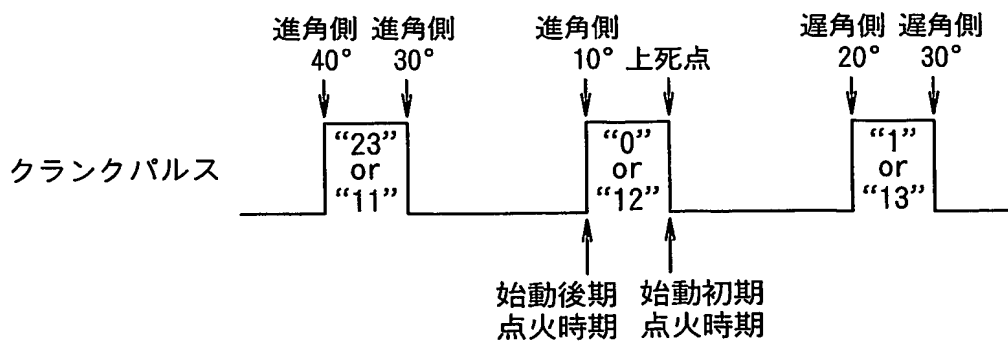 進角側 進角側 進角側 遅角側 遅角側
40° 30° 10° 上死点 20° 30°
クランクパルス
“23”
or
“11”
“0”
or
“12”
“1”
or
“13”
始動後期
点火時期
始動初期
点火時期